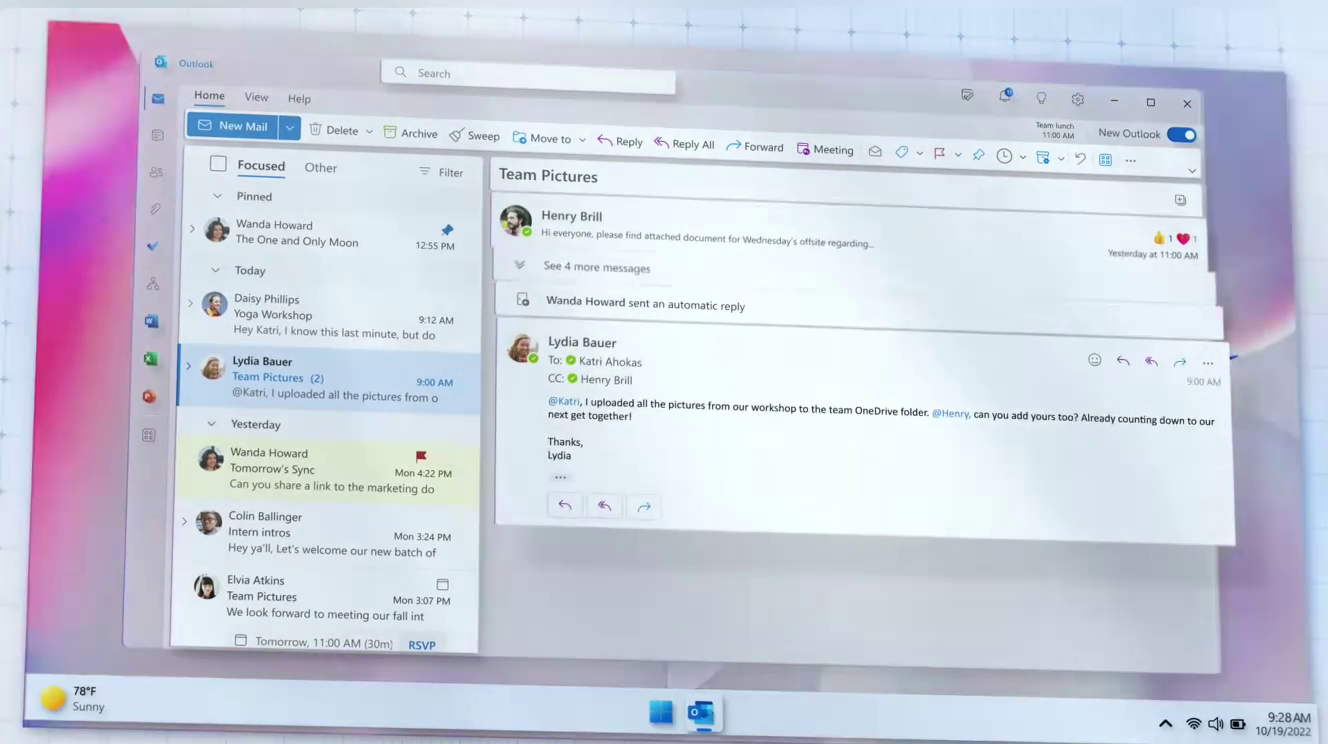 Outlook
Search
Home View Help
Team lunch
11:00 AM
New Outlook
New Mail Delete Archive Sweep Move to Reply Reply All Forward Meeting
Focused Other Filter
Pinned
Wanda Howard
The One and Only Moon 12:55 PM
Today
Daisy Phillips
Yoga Workshop 9:12 AM
Hey Katri, I know this last minute, but do
Lydia Bauer
Team Pictures (2) 9:00 AM
@Katri, I uploaded all the pictures from o
Yesterday
Wanda Howard
Tomorrow's Sync Mon 4:22 PM
Can you share a link to the marketing do
Colin Ballinger
Intern intros Mon 3:24 PM
Hey ya'll, Let's welcome our new batch of
Elvia Atkins
Team Pictures Mon 3:07 PM
We look forward to meeting our fall int
Tomorrow, 11:00 AM (30m) RSVP
Team Pictures
Henry Brill
Hi everyone, please find attached document for Wednesday's offsite regarding...
1 1
Yesterday at 11:00 AM
See 4 more messages
Wanda Howard sent an automatic reply
Lydia Bauer
To: Katri Ahokas
CC: Henry Brill
9:00 AM
@Katri, I uploaded all the pictures from our workshop to the team OneDrive folder. @Henry, can you add yours too? Already counting down to our
next get together!
Thanks,
Lydia
78°F
Sunny
9:28 AM
10/19/2022